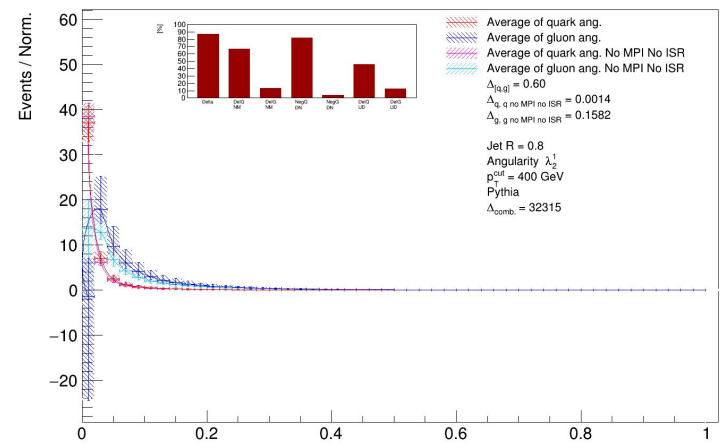 Events / Norm.
60
50
40
30
20
10
0
−10
−20
0
0.2
0.4
0.6
0.8
1
[%]
100
90
80
70
60
50
40
30
20
10
0
Delta
DelQ
NM
DelG
NM
NegQ
DN
NegG
DN
DelQ
UD
DelG
UD
Average of quark ang.
Average of gluon ang.
Average of quark ang. No MPI No ISR
Average of gluon ang. No MPI No ISR
Δ[q,g] = 0.60
Δq, q no MPI no ISR = 0.0014
Δg, g no MPI no ISR = 0.1582
Jet R = 0.8
Angularity λ₂¹
p_T^cut = 400 GeV
Pythia
Δcomb. = 32315